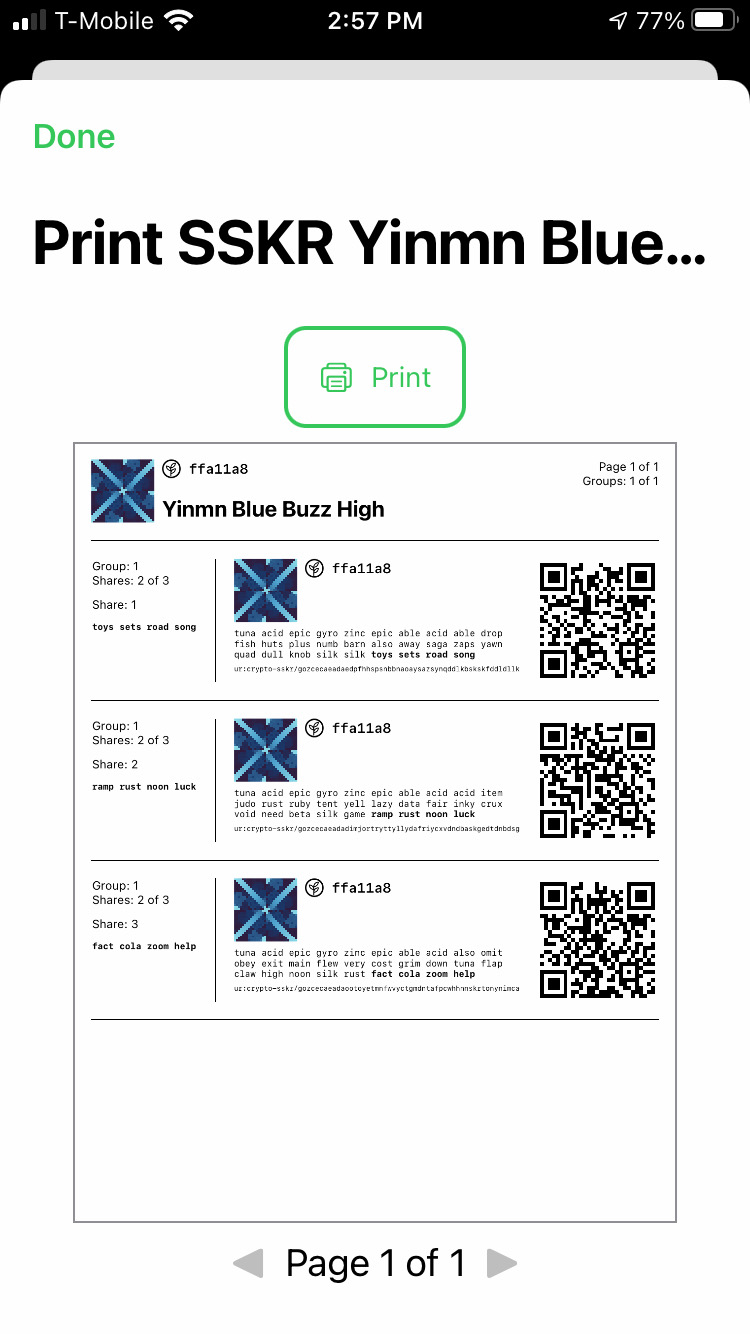 T-Mobile 2:57 PM 77%
Done
Print SSKR Yinmn Blue...
Print
ffa11a8
Yinmn Blue Buzz High
Page 1 of 1
Groups: 1 of 1
Group: 1
Shares: 2 of 3
Share: 1
toys sets road song
ffa11a8
tuna acid epic gyro zinc epic able acid able drop
fish huts plus numb barn also away saga zaps yawn
quad dull knob silk silk toys sets road song
Group: 1
Shares: 2 of 3
Share: 2
ramp rust noon luck
ffa11a8
tuna acid epic gyro zinc epic able acid acid item
judo rust ruby tent yell lazy data fair inky crux
void need beta silk game ramp rust noon luck
Group: 1
Shares: 2 of 3
Share: 3
fact cola zoom help
ffa11a8
tuna acid epic gyro zinc epic able acid also omit
obey exit main flew very cost grim down tuna flap
claw high noon silk rust fact cola zoom help
Page 1 of 1